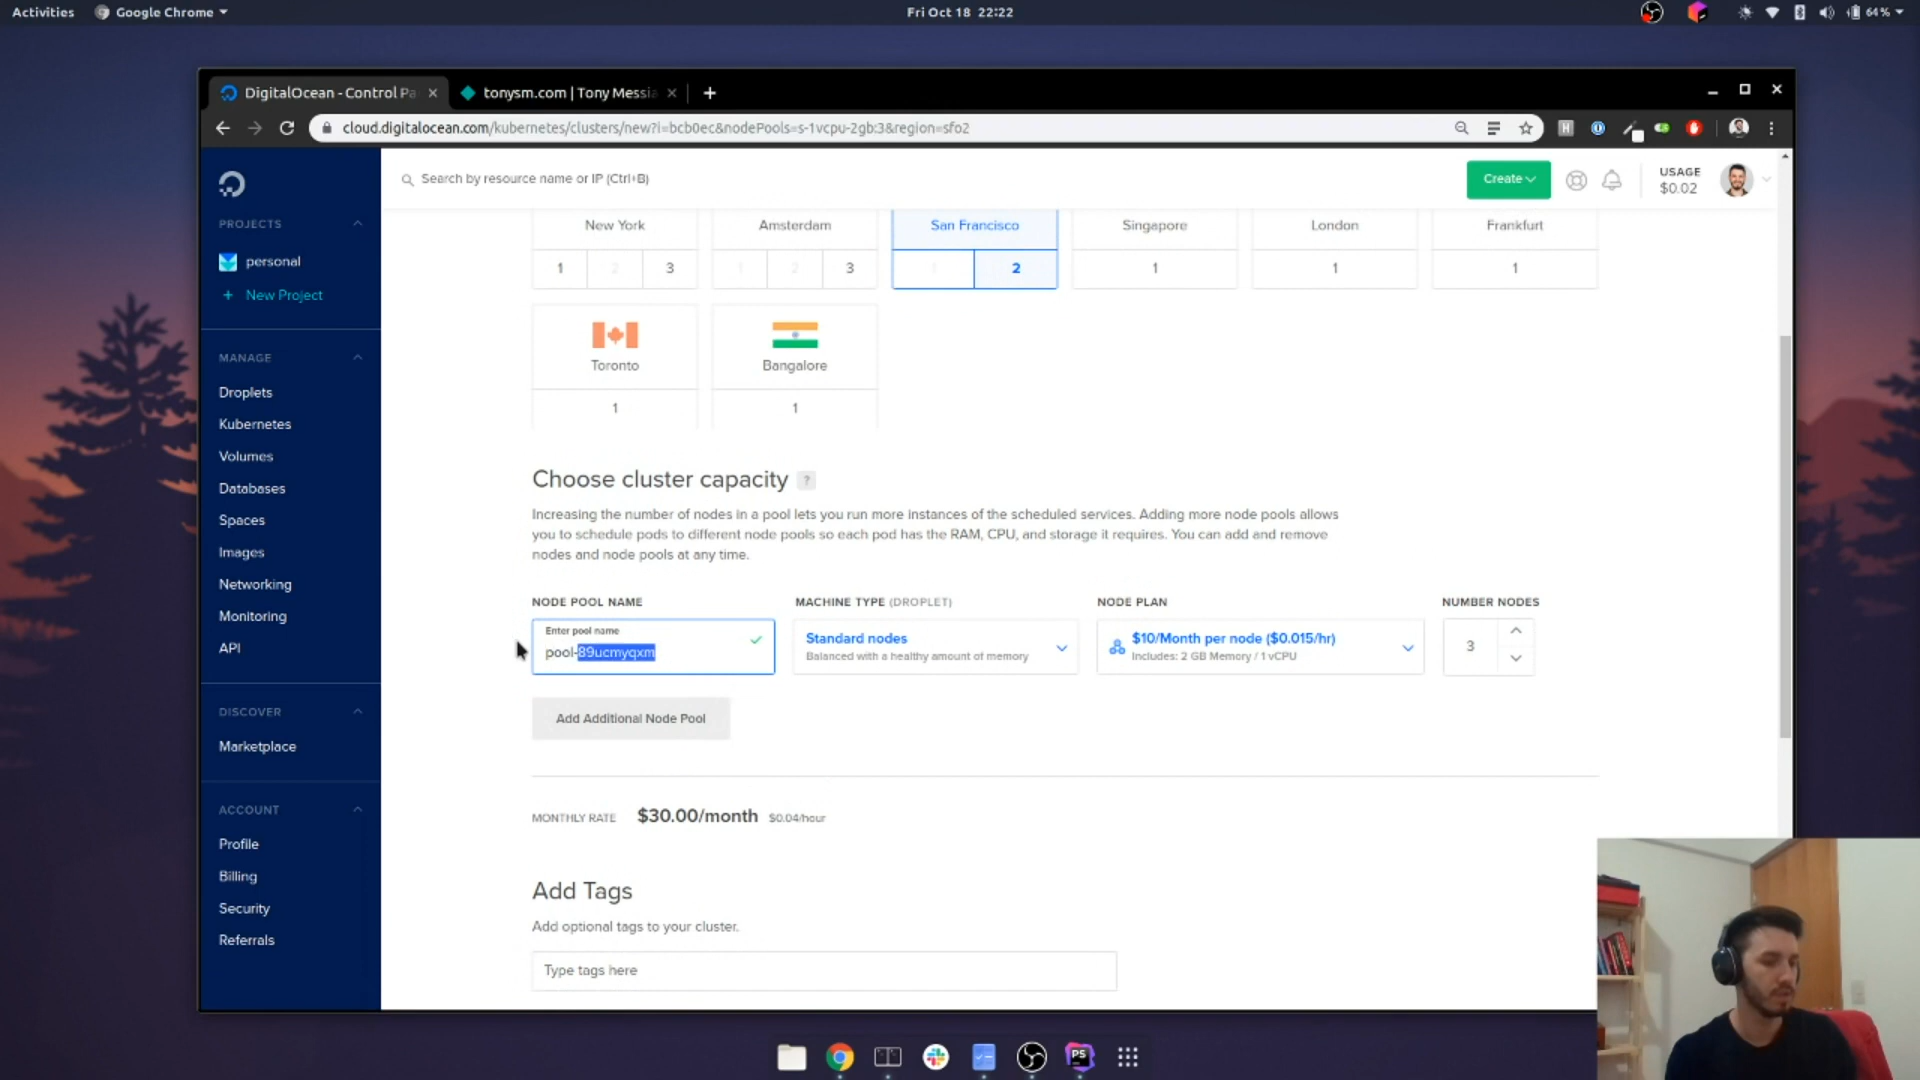 Activities
Google Chrome
Fri Oct 18 22:22
64 %
DigitalOcean - Control Pa
tonysm.com | Tony Messia
cloud.digitalocean.com/kubernetes/clusters/new?i=bcb0ec&nodePools=s-1vcpu-2gb:3&region=sfo2
Search by resource name or IP (Ctrl+B)
Create
USAGE
$0.02
PROJECTS
personal
+ New Project
MANAGE
Droplets
Kubernetes
Volumes
Databases
Spaces
Images
Networking
Monitoring
API
DISCOVER
Marketplace
ACCOUNT
Profile
Billing
Security
Referrals
New York
Amsterdam
San Francisco
Singapore
London
Frankfurt
1 2 3
1 2 3
1 2
1
1
1
Toronto
Bangalore
1
1
Choose cluster capacity ?
Increasing the number of nodes in a pool lets you run more instances of the scheduled services. Adding more node pools allows
you to schedule pods to different node pools so each pod has the RAM, CPU, and storage it requires. You can add and remove
nodes and node pools at any time.
NODE POOL NAME
MACHINE TYPE (DROPLET)
NODE PLAN
NUMBER NODES
Enter pool name
pool-89ucmyqxm
Standard nodes
Balanced with a healthy amount of memory
$10/Month per node ($0.015/hr)
Includes: 2 GB Memory / 1 vCPU
3
Add Additional Node Pool
MONTHLY RATE $30.00/month $0.04/hour
Add Tags
Add optional tags to your cluster.
Type tags here
PS